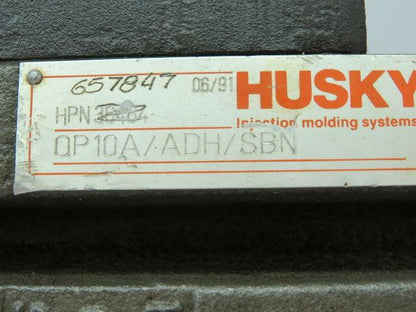 657847 06/91 HUSKY
HPN
Injection molding systems
QP10A/ADH/SBN